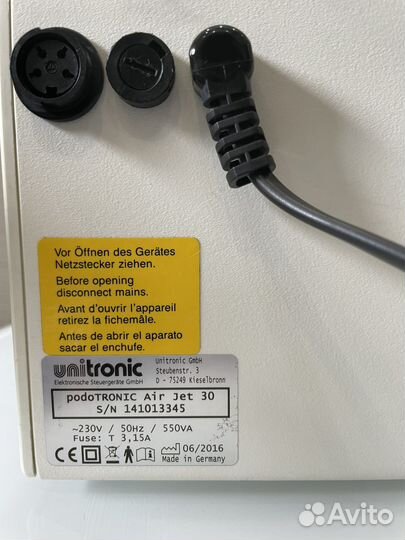 Vor Öffnen des Gerätes
Netzstecker ziehen.
Before opening
disconnect mains.
Avant d'ouvrir l'appareil
retirez la fichemâle.
Antes de abrir el aparato
sacar el enchufe.
unitronic
Elektronische Steuergeräte GmbH
Unitronic GmbH
Steubenstr. 3
D - 75249 Kieselbronn
podoTRONIC Air Jet 30
S/N 141013345
~230V / 50Hz / 550VA
Fuse: T 3,15A
CE
06/2016
Made in Germany
Avito